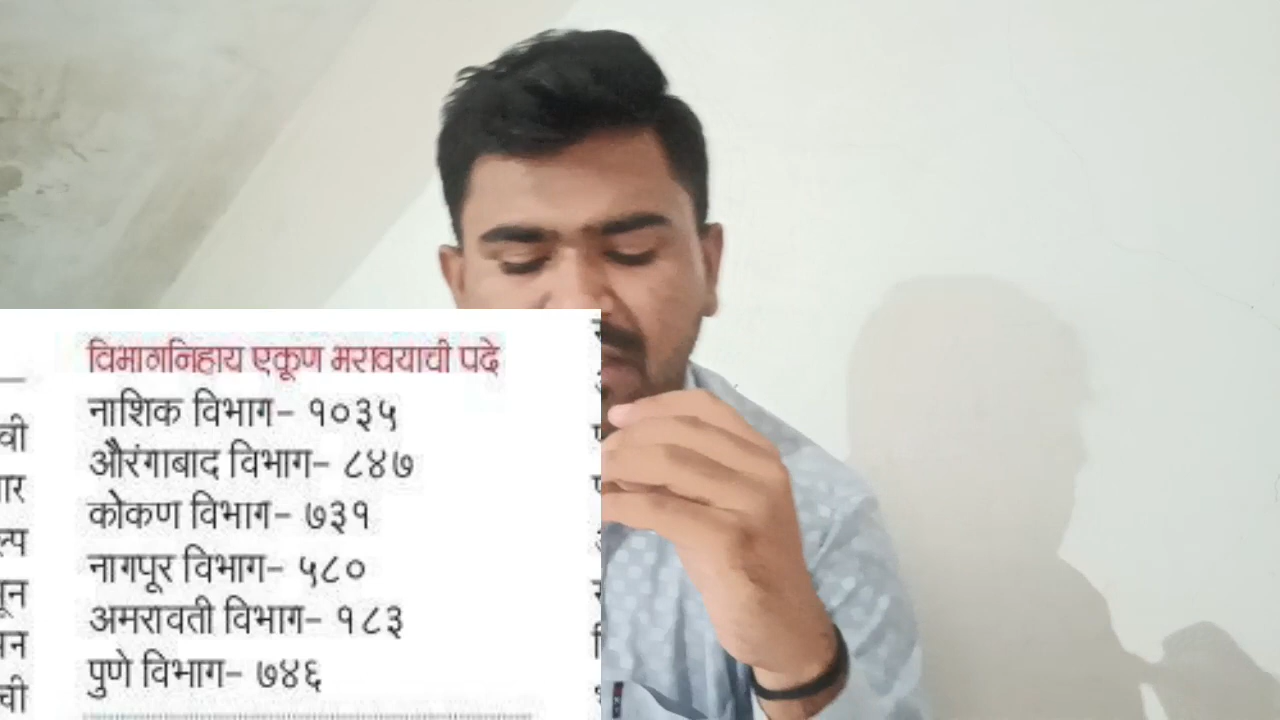 विभागनिहाय एकूण भरावयाची पदे
नाशिक विभाग– १०३५
औरंगाबाद विभाग– ८४७
कोकण विभाग– ७३१
नागपूर विभाग– ५८०
अमरावती विभाग– १८३
पुणे विभाग– ७४६